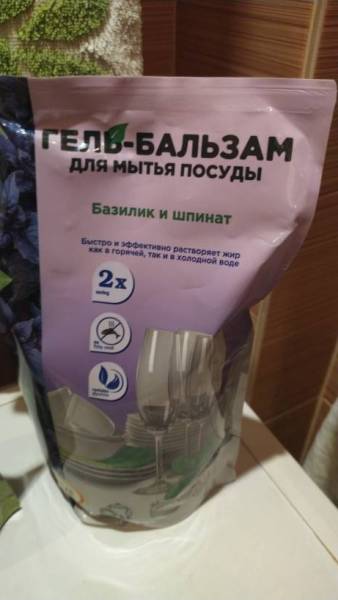 ГЕЛЬ-БАЛЬЗАМ
ДЛЯ МЫТЬЯ ПОСУДЫ
Базилик и шпинат
Быстро и эффективно растворяет жир
как в горячей, так и в холодной воде
2x